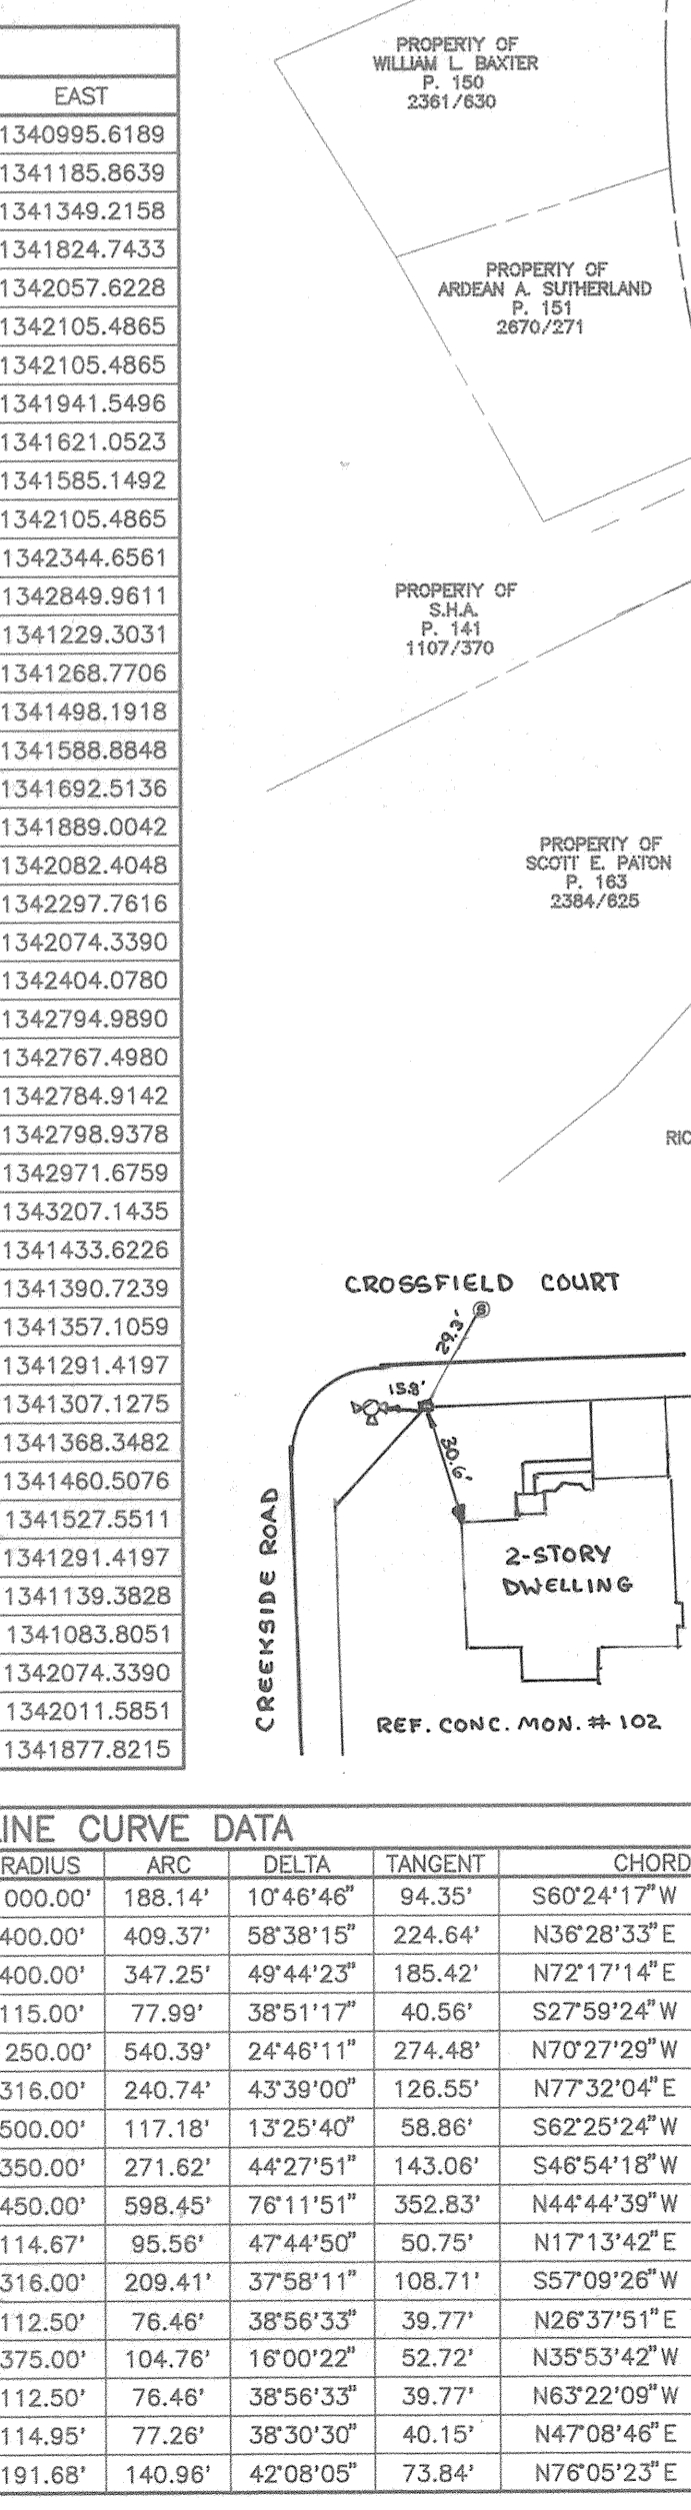 EAST
1340995.6189
1341185.8639
1341349.2158
1341824.7433
1342057.6228
1342105.4865
1342105.4865
1341941.5496
1341621.0523
1341585.1492
1342105.4865
1342344.6561
1342849.9611
1341229.3031
1341268.7706
1341498.1918
1341588.8848
1341692.5136
1341889.0042
1342082.4048
1342297.7616
1342074.3390
1342404.0780
1342794.9890
1342767.4980
1342784.9142
1342798.9378
1342971.6759
1343207.1435
1341433.6226
1341390.7239
1341357.1059
1341291.4197
1341307.1275
1341368.3482
1341460.5076
1341527.5511
1341291.4197
1341139.3828
1341083.8051
1342074.3390
1342011.5851
1341877.8215
PROPERTY OF
WILLIAM L. BAXTER
P. 150
2361/630
PROPERTY OF
ARDEAN A. SUTHERLAND
P. 151
2670/271
PROPERTY OF
S.H.A.
P. 141
1107/370
PROPERTY OF
SCOTT E. PATON
P. 163
2384/625
RIC
CROSSFIELD COURT
S
29.3'
15.8'
30.6'
CREEKSIDE ROAD
2-STORY
DWELLING
REF. CONC. MON. # 102
LINE CURVE DATA
RADIUS ARC DELTA TANGENT CHORD
000.00' 188.14' 10°46'46" 94.35' S60°24'17"W
400.00' 409.37' 58°38'15" 224.64' N36°28'33"E
400.00' 347.25' 49°44'23" 185.42' N72°17'14"E
115.00' 77.99' 38°51'17" 40.56' S27°59'24"W
250.00' 540.39' 24°46'11" 274.48' N70°27'29"W
316.00' 240.74' 43°39'00" 126.55' N77°32'04"E
500.00' 117.18' 13°25'40" 58.86' S62°25'24"W
350.00' 271.62' 44°27'51" 143.06' S46°54'18"W
450.00' 598.45' 76°11'51" 352.83' N44°44'39"W
114.67' 95.56' 47°44'50" 50.75' N17°13'42"E
316.00' 209.41' 37°58'11" 108.71' S57°09'26"W
112.50' 76.46' 38°56'33" 39.77' N26°37'51"E
375.00' 104.76' 16°00'22" 52.72' N35°53'42"W
112.50' 76.46' 38°56'33" 39.77' N63°22'09"W
114.95' 77.26' 38°30'30" 40.15' N47°08'46"E
191.68' 140.96' 42°08'05" 73.84' N76°05'23"E